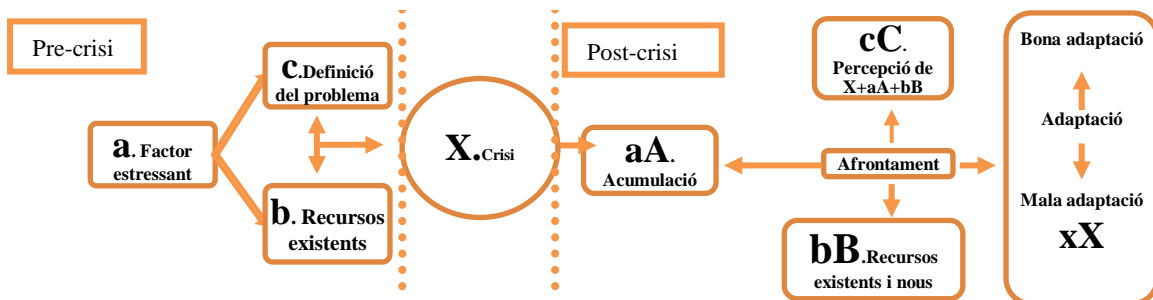 Pre-crisi
c.Definició
del problema
a. Factor
estressant
b. Recursos
existents
X.Crisi
Post-crisi
aA.
Acumulació
cC.
Percepció de
X+aA+bB
Afrontament
bB.Recursos
existents i nous
Bona adaptació
Adaptació
Mala adaptació
xX